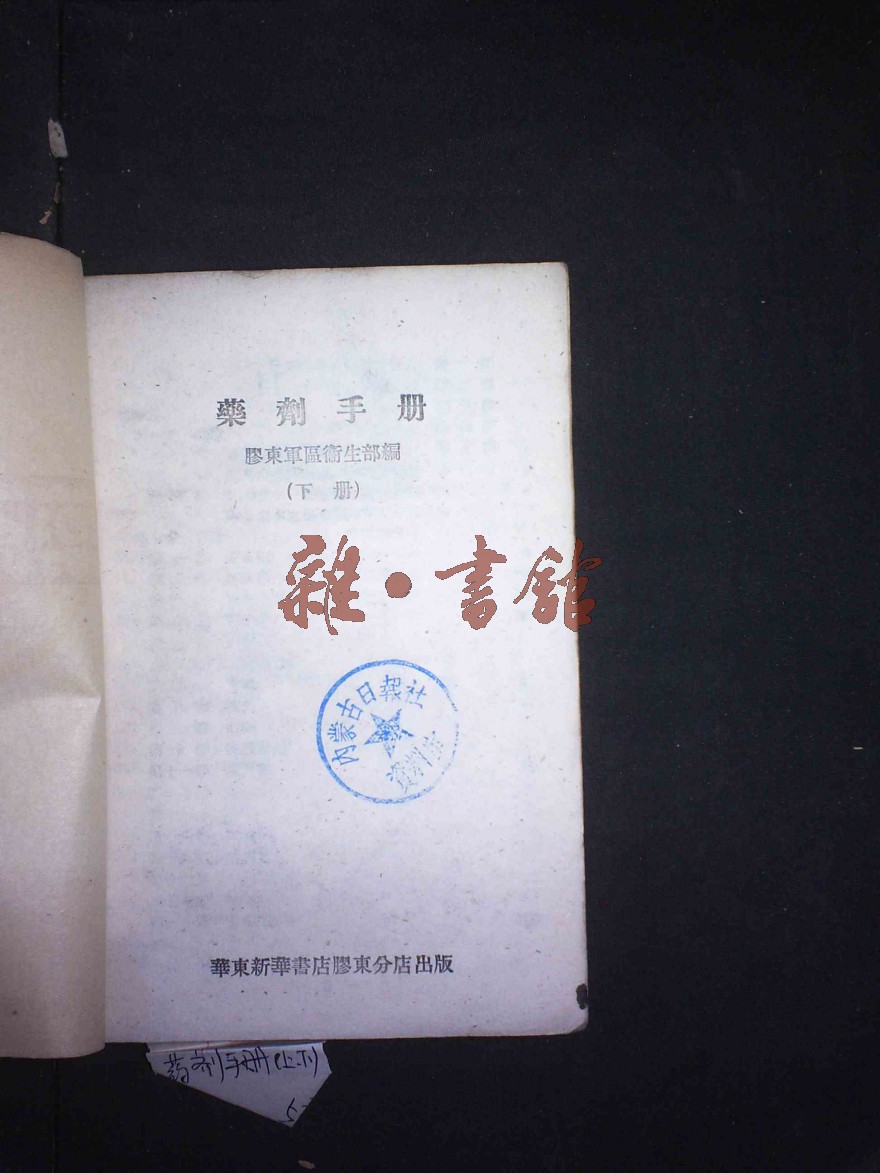 藥劑手册
膠東軍區衞生部編
(下册)
雜·書館
內蒙古日報社
資料室
華東新華書店膠東分店出版
药剂手册(上下)